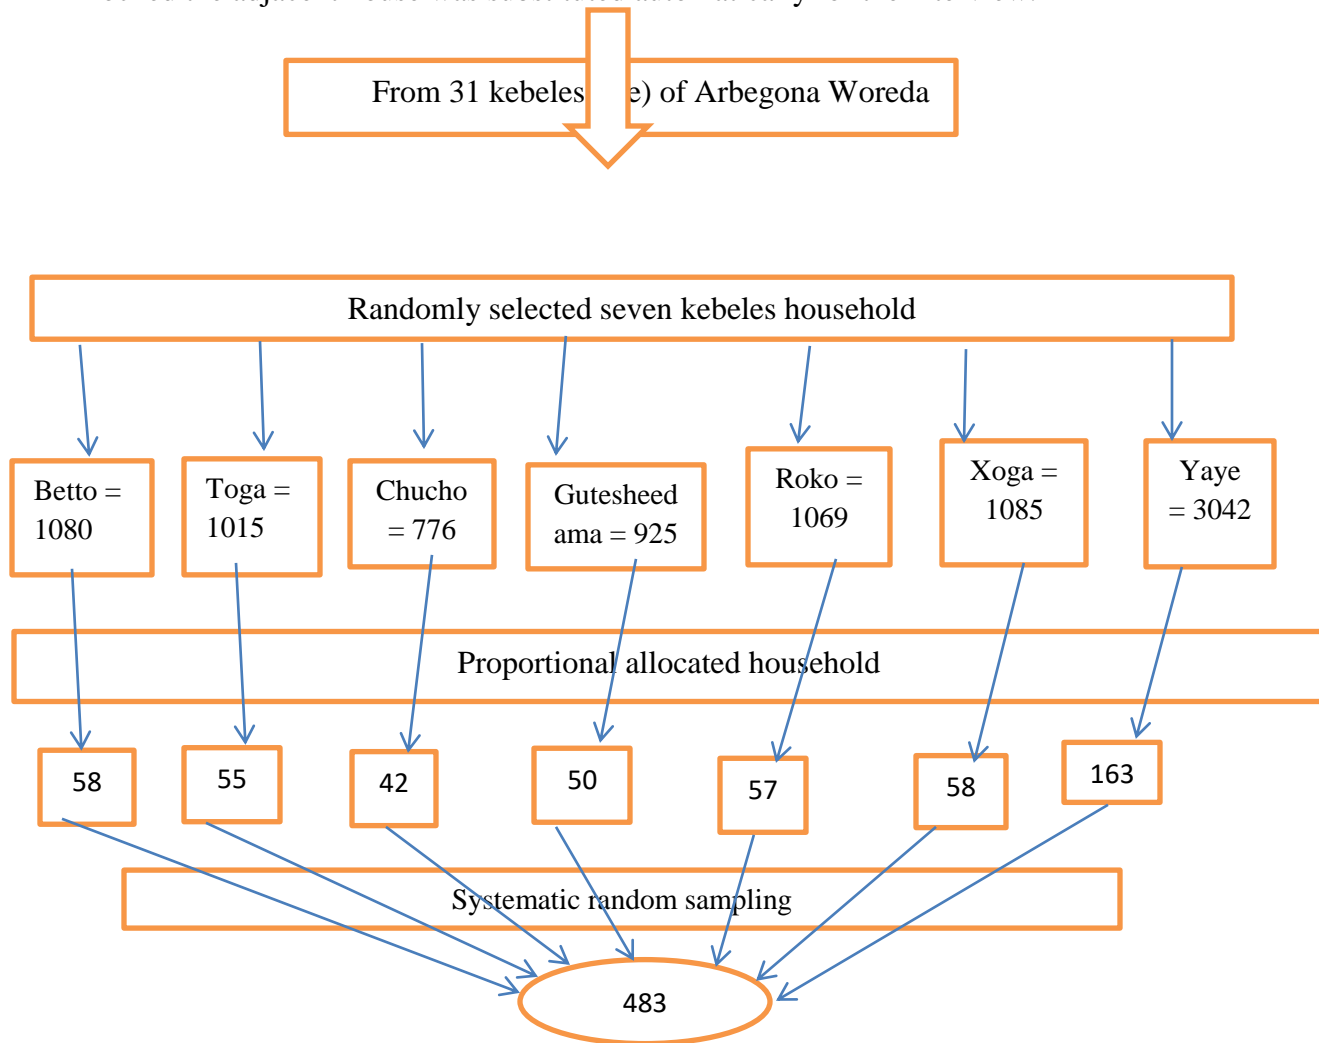 From 31 kebeles e) of Arbegona Woreda
Randomly selected seven kebeles household
Betto =
1080
Toga =
1015
Chucho
= 776
Gutesheed
ama = 925
Roko =
1069
Xoga =
1085
Yaye
= 3042
Proportional allocated household
58
55
42
50
57
58
163
Systematic random sampling
483